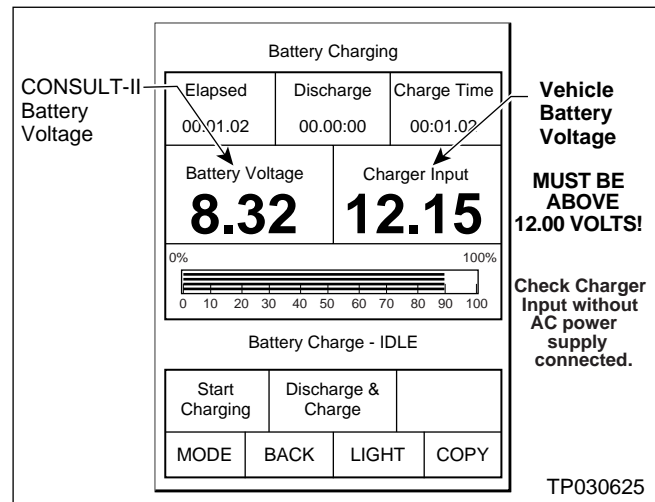 Battery Charging
CONSULT-II
Battery
Voltage
Elapsed
00:01.02
Discharge
00.00:00
Charge Time
00:01.02
Vehicle
Battery
Voltage
Battery Voltage
8.32
Charger Input
12.15
MUST BE
ABOVE
12.00 VOLTS!
0%
100%
0 10 20 30 40 50 60 70 80 90 100
Check Charger
Input without
AC power
supply
connected.
Battery Charge - IDLE
Start
Charging
Discharge &
Charge
MODE BACK LIGHT COPY
TP030625